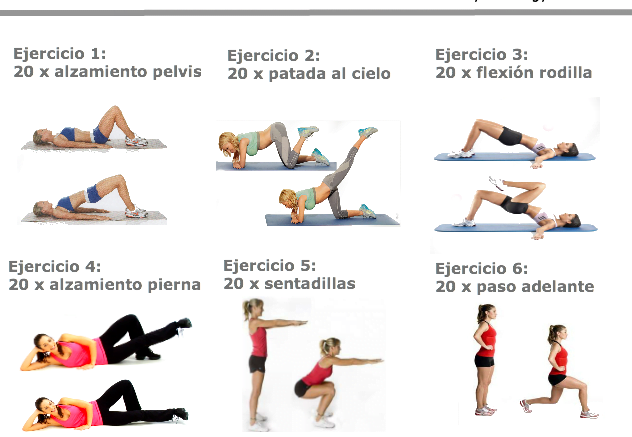 Ejercicio 1:
20 x alzamiento pelvis
Ejercicio 2:
20 x patada al cielo
Ejercicio 3:
20 x flexión rodilla
Ejercicio 4:
20 x alzamiento pierna
Ejercicio 5:
20 x sentadillas
Ejercicio 6:
20 x paso adelante